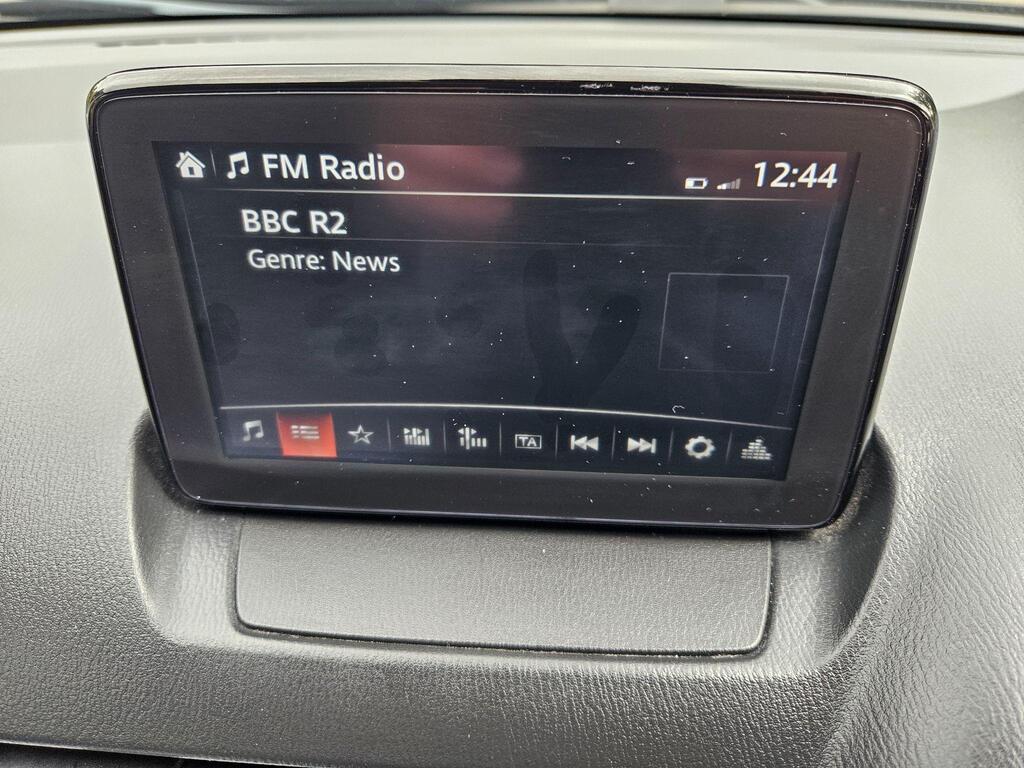 FM Radio
12:44
BBC R2
Genre: News
TA